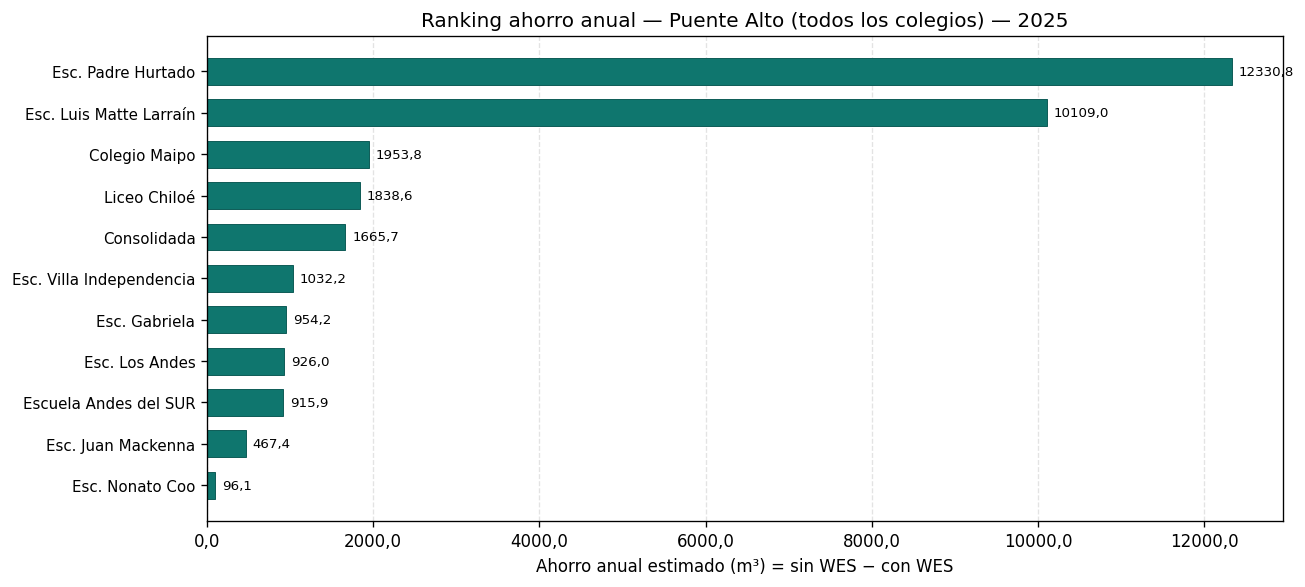 Ranking ahorro anual — Puente Alto (todos los colegios) — 2025
Esc. Padre Hurtado 12330,8
Esc. Luis Matte Larraín 10109,0
Colegio Maipo 1953,8
Liceo Chiloé 1838,6
Consolidada 1665,7
Esc. Villa Independencia 1032,2
Esc. Gabriela 954,2
Esc. Los Andes 926,0
Escuela Andes del SUR 915,9
Esc. Juan Mackenna 467,4
Esc. Nonato Coo 96,1
0,0 2000,0 4000,0 6000,0 8000,0 10000,0 12000,0
Ahorro anual estimado (m³) = sin WES − con WES